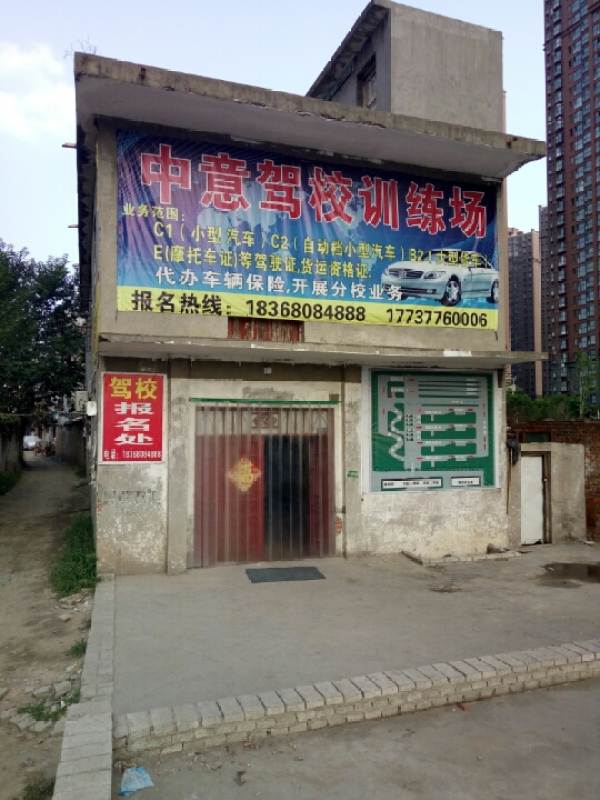 中意驾校训练场
业务范围:
C1(小型汽车)C2(自动档小型汽车)B2(大型货车)
E(摩托车证)等驾驶证,货运资格证.
代办车辆保险,开展分校业务
报名热线: 18368084888 17737760006
驾校
报名处
电话: 18368084888